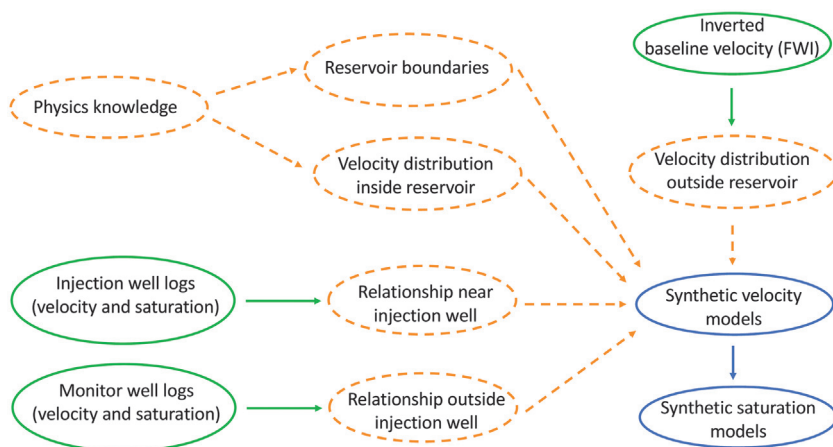 Inverted
baseline velocity (FWI)
Reservoir boundaries
Physics knowledge
Velocity distribution
inside reservoir
Velocity distribution
outside reservoir
Injection well logs
(velocity and saturation)
Relationship near
injection well
Synthetic velocity
models
Monitor well logs
(velocity and saturation)
Relationship outside
injection well
Synthetic saturation
models